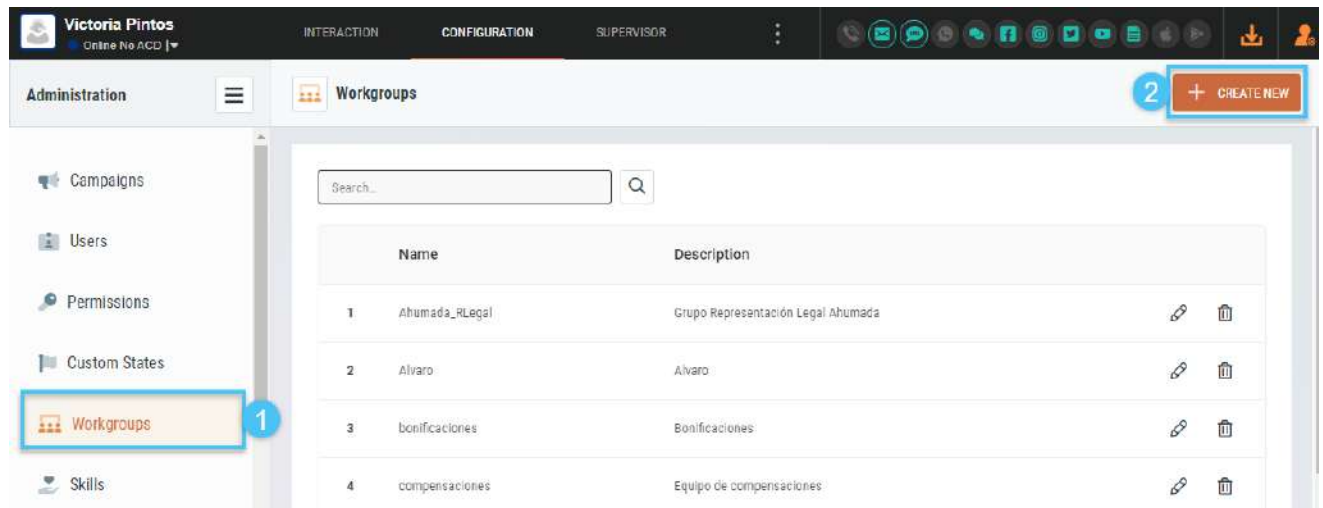 Victoria Pintos
Online No ACD
INTERACTION CONFIGURATION SUPERVISOR
Administration
Workgroups
2
+ CREATE NEW
Campaigns
Users
Permissions
Custom States
Workgroups
1
Skills
Search...
Name Description
1 Ahumada_RLegal Grupo Representación Legal Ahumada
2 Alvaro Alvaro
3 bonificaciones Bonificaciones
4 compensaciones Equipo de compensaciones